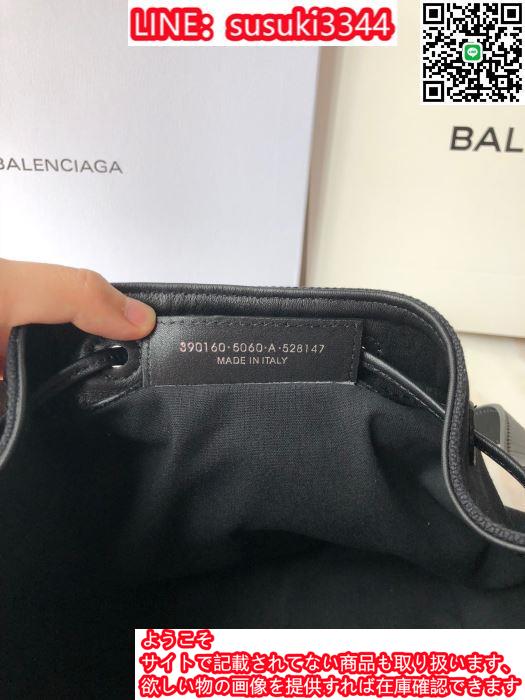 LINE：susuki3344
BALENCIAGA
BAL
390160·5060·A·528147
MADE IN ITALY
ようこそ
サイトで記載されてない商品も取り扱います、
欲しい物の画像を提供すれば在庫確認できます